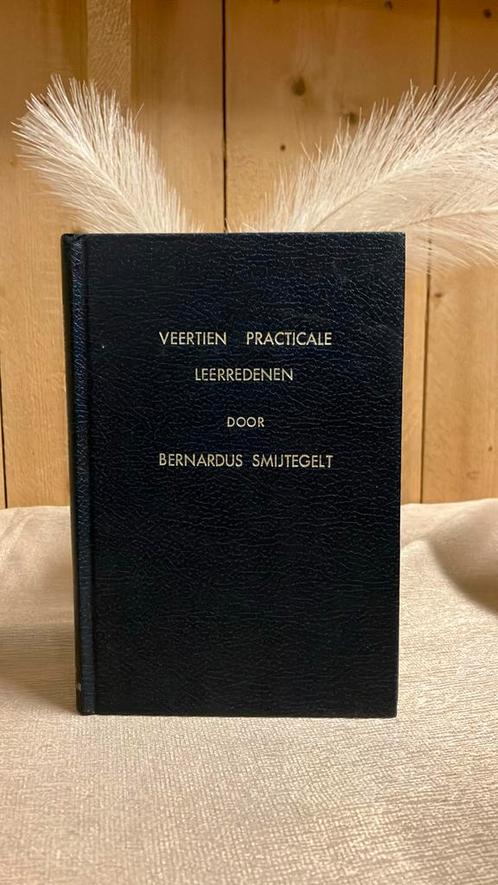 VEERTIEN PRACTICALE
LEERREDENEN
DOOR
BERNARDUS SMIJTEGELT